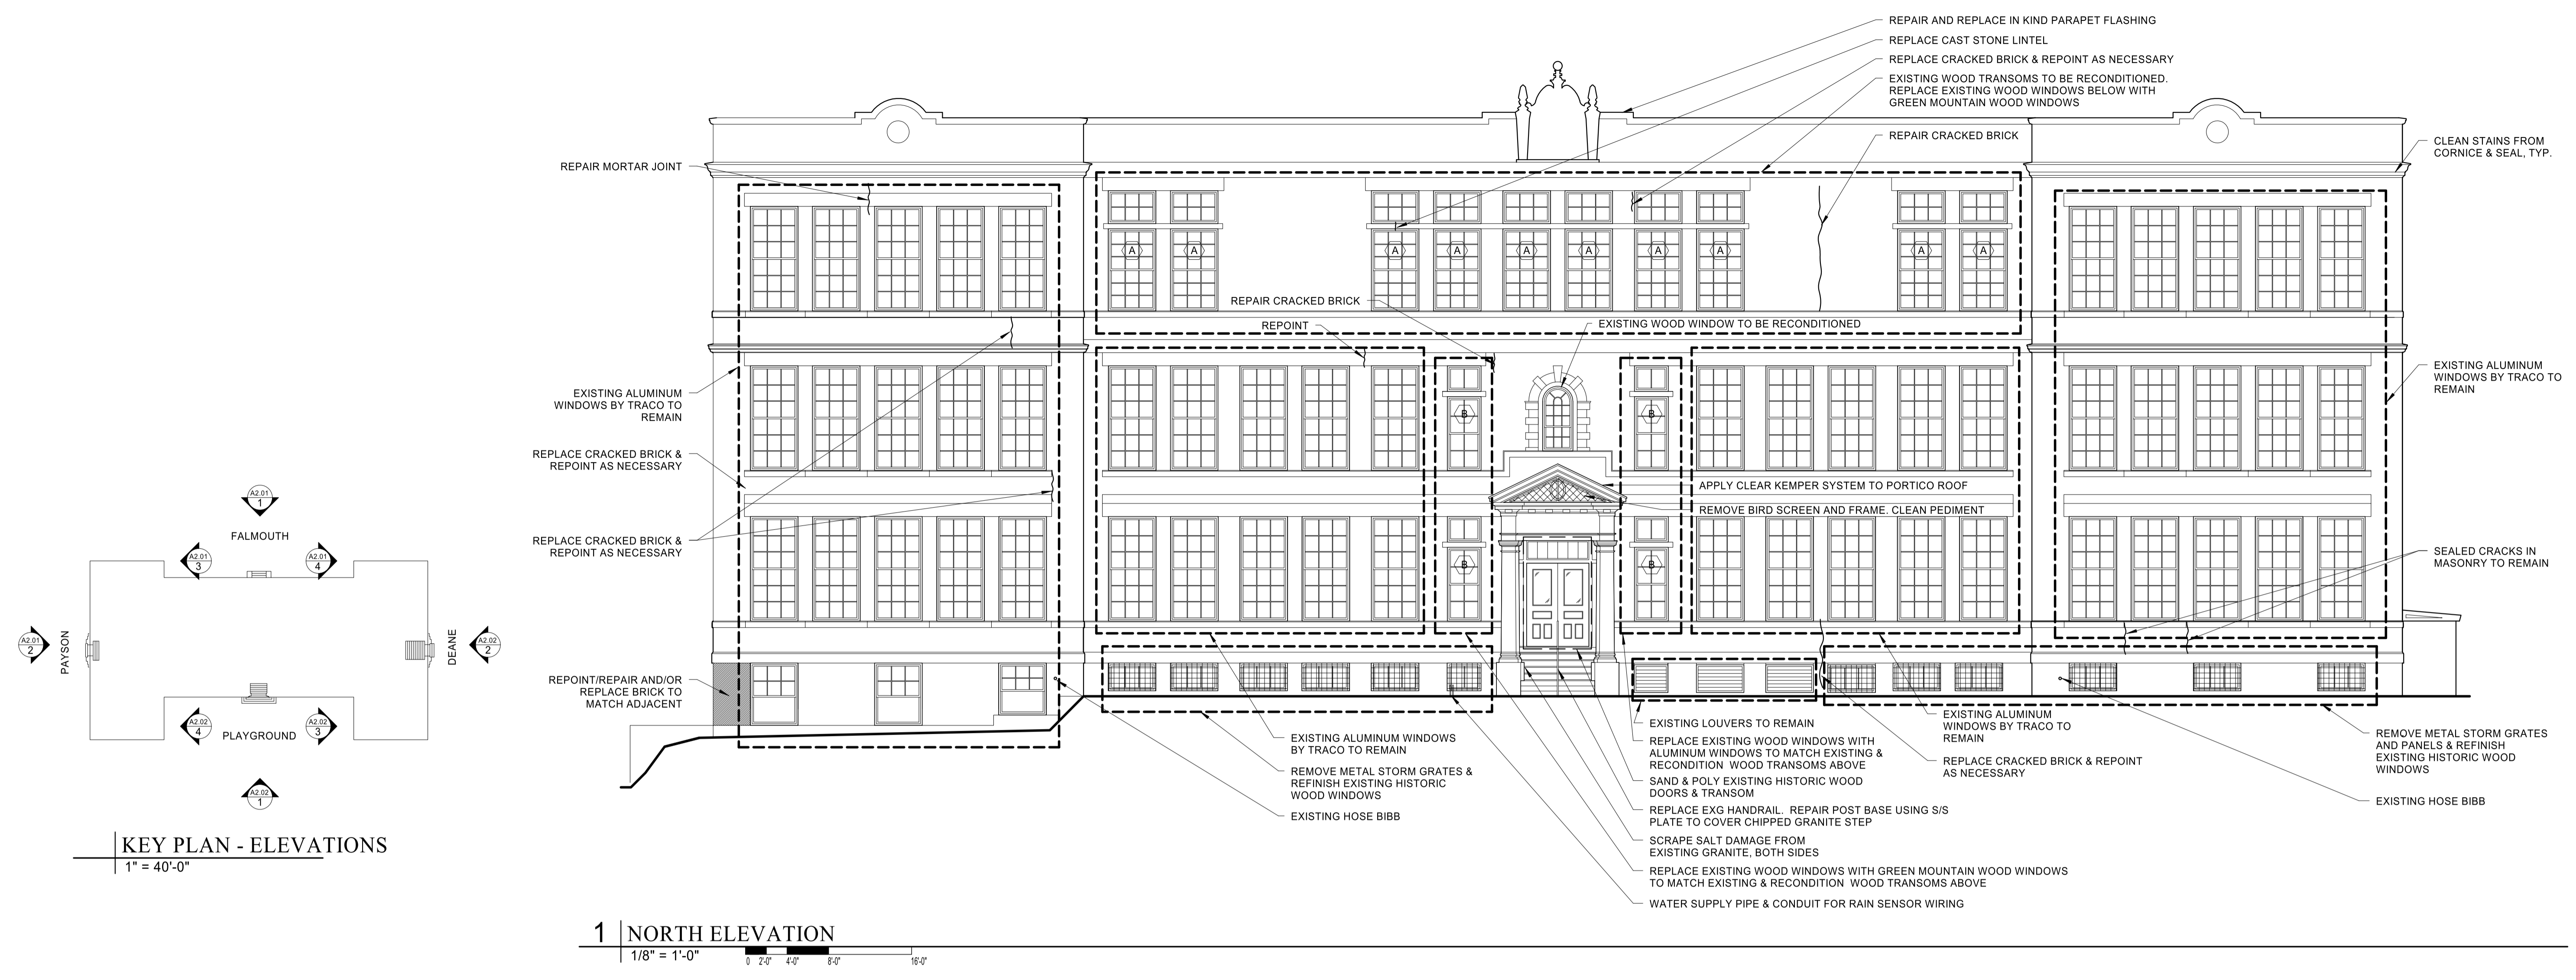 REPAIR AND REPLACE IN KIND PARAPET FLASHING
REPLACE CAST STONE LINTEL
REPLACE CRACKED BRICK & REPOINT AS NECESSARY
EXISTING WOOD TRANSOMS TO BE RECONDITIONED.
REPLACE EXISTING WOOD WINDOWS BELOW WITH
GREEN MOUNTAIN WOOD WINDOWS
REPAIR CRACKED BRICK
CLEAN STAINS FROM
CORNICE & SEAL, TYP.
REPAIR MORTAR JOINT
A
A
A
A
A
A
A
A
A
A
REPAIR CRACKED BRICK
REPOINT
EXISTING WOOD WINDOW TO BE RECONDITIONED
EXISTING ALUMINUM
WINDOWS BY TRACO TO
REMAIN
EXISTING ALUMINUM
WINDOWS BY TRACO TO
REMAIN
B
B
REPLACE CRACKED BRICK &
REPOINT AS NECESSARY
APPLY CLEAR KEMPER SYSTEM TO PORTICO ROOF
REMOVE BIRD SCREEN AND FRAME. CLEAN PEDIMENT
REPLACE CRACKED BRICK &
REPOINT AS NECESSARY
B
B
SEALED CRACKS IN
MASONRY TO REMAIN
REPOINT/REPAIR AND/OR
REPLACE BRICK TO
MATCH ADJACENT
EXISTING ALUMINUM WINDOWS
BY TRACO TO REMAIN
REMOVE METAL STORM GRATES &
REFINISH EXISTING HISTORIC
WOOD WINDOWS
EXISTING HOSE BIBB
EXISTING LOUVERS TO REMAIN
REPLACE EXISTING WOOD WINDOWS WITH
ALUMINUM WINDOWS TO MATCH EXISTING &
RECONDITION WOOD TRANSOMS ABOVE
SAND & POLY EXISTING HISTORIC WOOD
DOORS & TRANSOM
REPLACE EXG HANDRAIL. REPAIR POST BASE USING S/S
PLATE TO COVER CHIPPED GRANITE STEP
SCRAPE SALT DAMAGE FROM
EXISTING GRANITE, BOTH SIDES
REPLACE EXISTING WOOD WINDOWS WITH GREEN MOUNTAIN WOOD WINDOWS
TO MATCH EXISTING & RECONDITION WOOD TRANSOMS ABOVE
WATER SUPPLY PIPE & CONDUIT FOR RAIN SENSOR WIRING
EXISTING ALUMINUM
WINDOWS BY TRACO TO
REMAIN
REPLACE CRACKED BRICK & REPOINT
AS NECESSARY
REMOVE METAL STORM GRATES
AND PANELS & REFINISH
EXISTING HISTORIC WOOD
WINDOWS
EXISTING HOSE BIBB
A2.01
1
FALMOUTH
A2.01
3
A2.01
4
A2.01
2
PAYSON
DEANE
A2.02
2
A2.02
4
PLAYGROUND
A2.02
3
A2.02
1
KEY PLAN - ELEVATIONS
1" = 40'-0"
1
NORTH ELEVATION
1/8" = 1'-0"
0 2'-0" 4'-0" 8'-0" 16'-0"